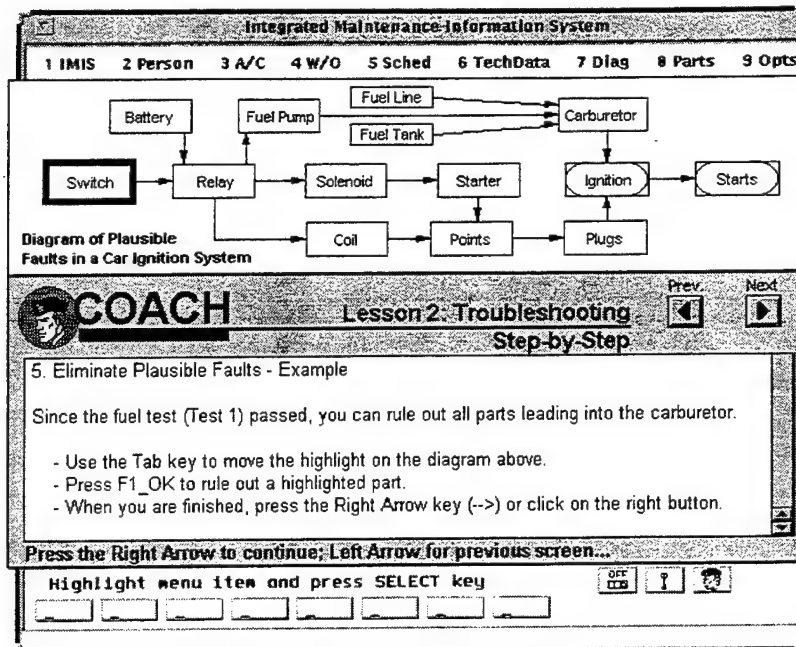 Integrated Maintenance Information System
1 IMIS 2 Person 3 A/C 4 W/O 5 Sched 6 TechData 7 Diag 8 Parts 9 Opts
Fuel Line
Battery
Fuel Pump
Carburetor
Fuel Tank
Switch
Relay
Solenoid
Starter
Ignition
Starts
Diagram of Plausible
Faults in a Car Ignition System
Coil
Points
Plugs
COACH
Lesson 2: Troubleshooting
Step-by-Step
Prev.
Next
5. Eliminate Plausible Faults - Example
Since the fuel test (Test 1) passed, you can rule out all parts leading into the carburetor.
- Use the Tab key to move the highlight on the diagram above.
- Press F1_OK to rule out a highlighted part.
- When you are finished, press the Right Arrow key (-->) or click on the right button.
Press the Right Arrow to continue; Left Arrow for previous screen...
Highlight menu item and press SELECT key
OFF